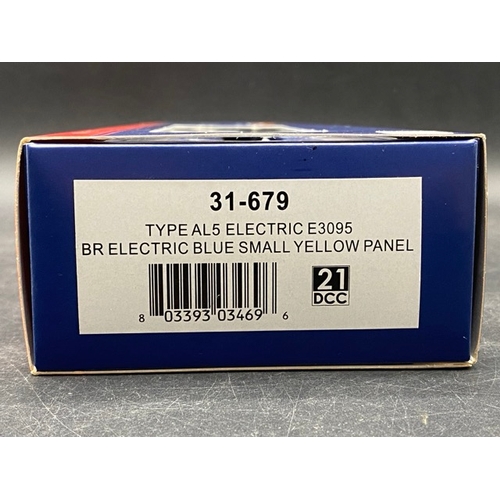 31-679
TYPE AL5 ELECTRIC E3095
BR ELECTRIC BLUE SMALL YELLOW PANEL
21
DCC
8 03393 03469 6